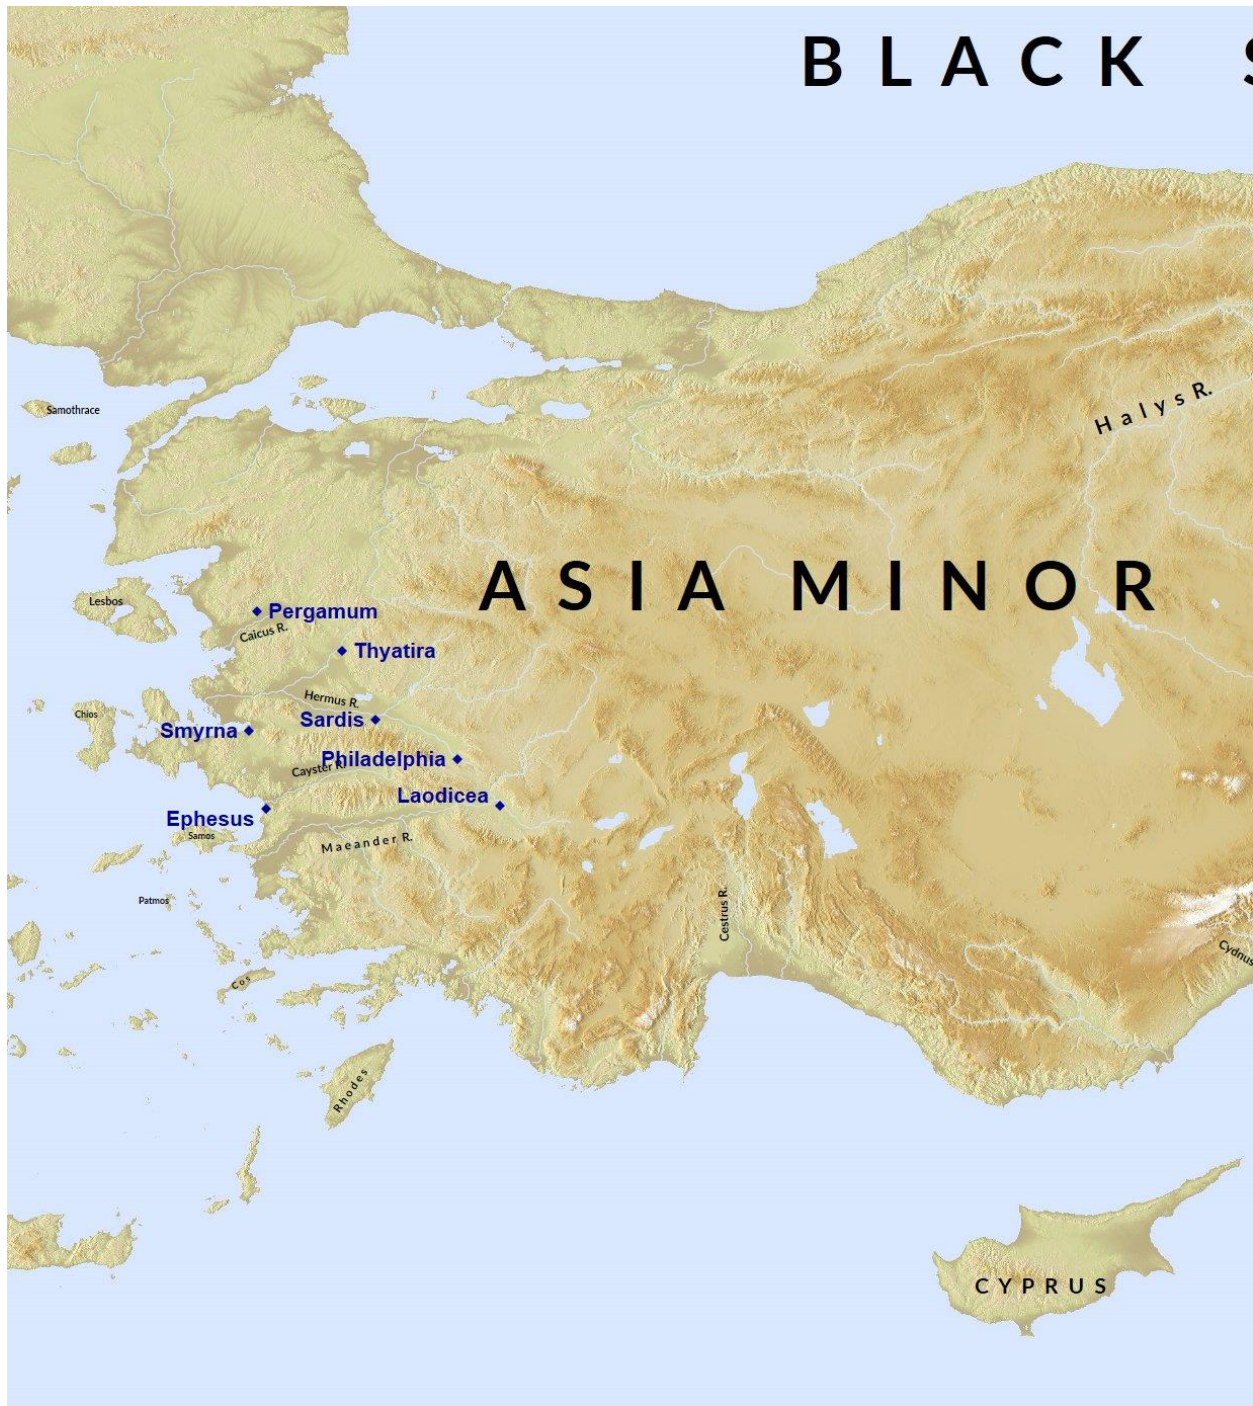 BLACK S
Halys R.
Samothrace
ASIA MINOR
Lesbos
Pergamum
Caicus R.
Thyatira
Hermus R.
Chios
Sardis
Smyrna
Philadelphia
Cayster R.
Laodicea
Ephesus
Samos
Maeander R.
Patmos
Cestrus R.
Cydnus
Cos
Rhodes
CYPRUS